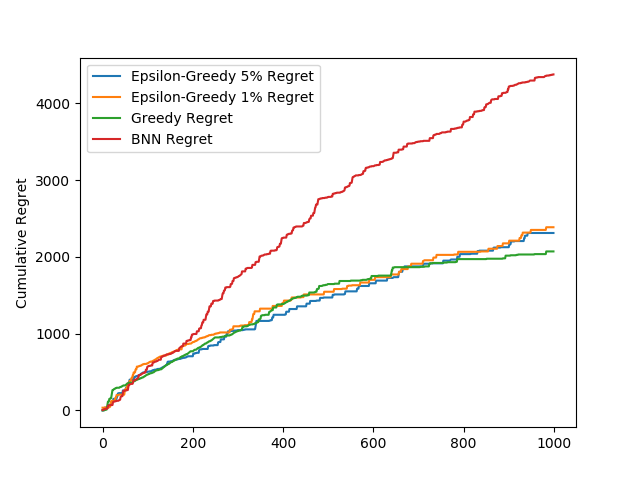 Epsilon-Greedy 5% Regret
Epsilon-Greedy 1% Regret
Greedy Regret
BNN Regret
Cumulative Regret
4000
3000
2000
1000
0
0 200 400 600 800 1000